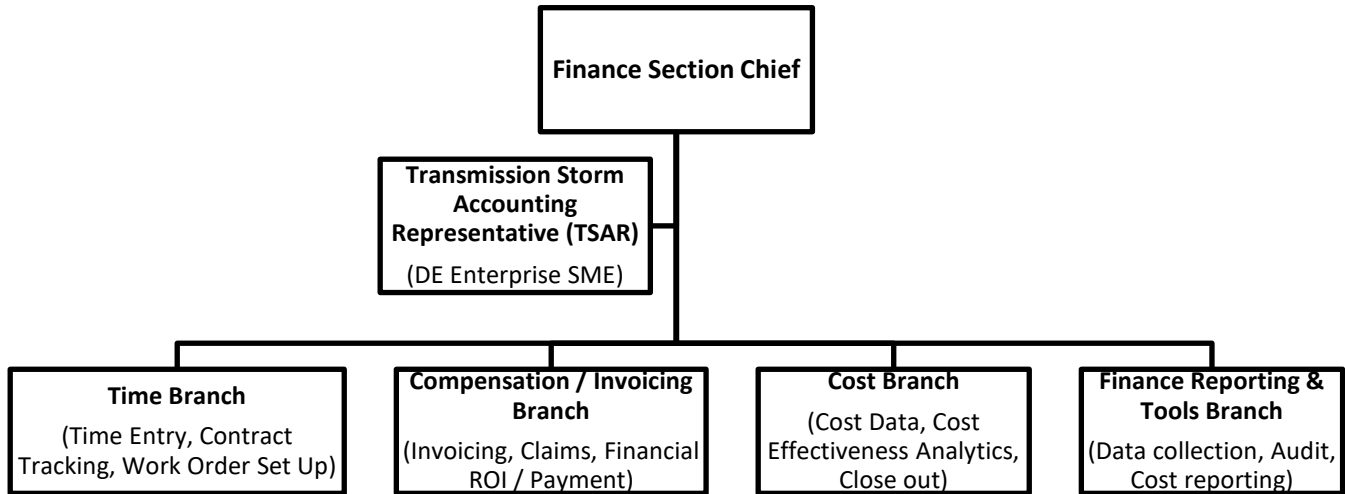 Finance Section Chief
Transmission Storm
Accounting
Representative (TSAR)
(DE Enterprise SME)
Time Branch
(Time Entry, Contract
Tracking, Work Order Set Up)
Compensation / Invoicing
Branch
(Invoicing, Claims, Financial
ROI / Payment)
Cost Branch
(Cost Data, Cost
Effectiveness Analytics,
Close out)
Finance Reporting &
Tools Branch
(Data collection, Audit,
Cost reporting)